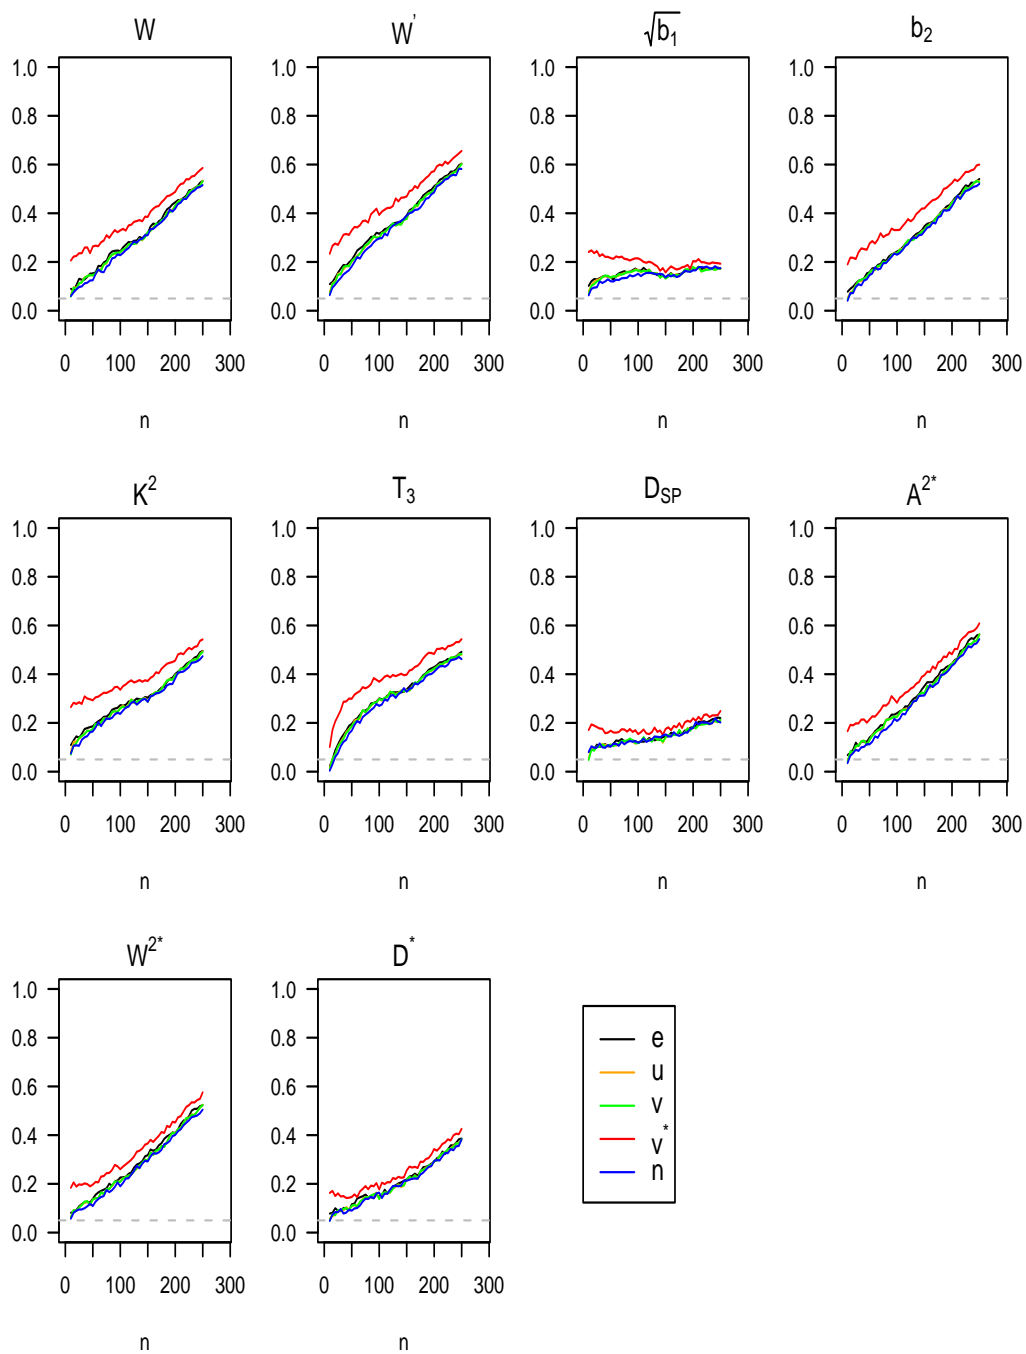 W W' √b₁ b₂
1.0 1.0 1.0 1.0
0.8 0.8 0.8 0.8
0.6 0.6 0.6 0.6
0.4 0.4 0.4 0.4
0.2 0.2 0.2 0.2
0.0 0.0 0.0 0.0
0 100 200 300 0 100 200 300 0 100 200 300 0 100 200 300
n n n n
K² T₃ D_SP A²*
1.0 1.0 1.0 1.0
0.8 0.8 0.8 0.8
0.6 0.6 0.6 0.6
0.4 0.4 0.4 0.4
0.2 0.2 0.2 0.2
0.0 0.0 0.0 0.0
0 100 200 300 0 100 200 300 0 100 200 300 0 100 200 300
n n n n
W²* D*
1.0 1.0
0.8 0.8
0.6 0.6
0.4 0.4
0.2 0.2
0.0 0.0
0 100 200 300 0 100 200 300
n n
e
u
v
v*
n